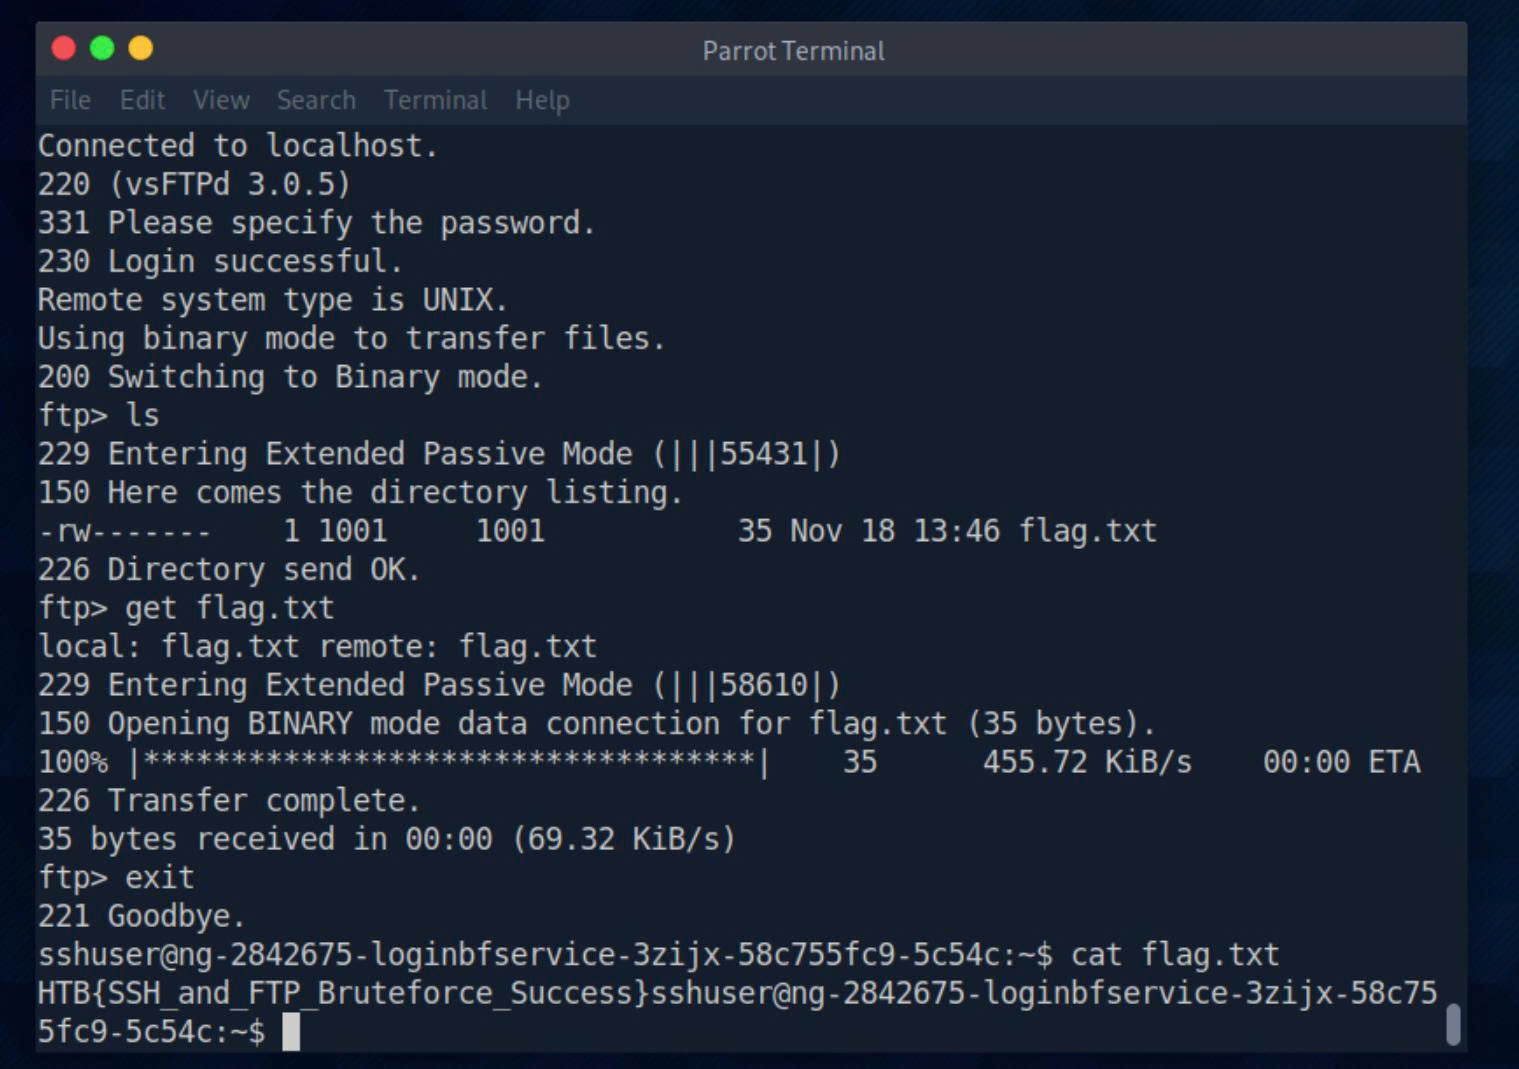 Parrot Terminal
File Edit View Search Terminal Help
Connected to localhost.
220 (vsFTPd 3.0.5)
331 Please specify the password.
230 Login successful.
Remote system type is UNIX.
Using binary mode to transfer files.
200 Switching to Binary mode.
ftp> ls
229 Entering Extended Passive Mode (|||55431|)
150 Here comes the directory listing.
-rw-------    1 1001     1001           35 Nov 18 13:46 flag.txt
226 Directory send OK.
ftp> get flag.txt
local: flag.txt remote: flag.txt
229 Entering Extended Passive Mode (|||58610|)
150 Opening BINARY mode data connection for flag.txt (35 bytes).
100% |***********************************|    35      455.72 KiB/s    00:00 ETA
226 Transfer complete.
35 bytes received in 00:00 (69.32 KiB/s)
ftp> exit
221 Goodbye.
sshuser@ng-2842675-loginbfservice-3zijx-58c755fc9-5c54c:~$ cat flag.txt
HTB{SSH_and_FTP_Bruteforce_Success}sshuser@ng-2842675-loginbfservice-3zijx-58c75
5fc9-5c54c:~$